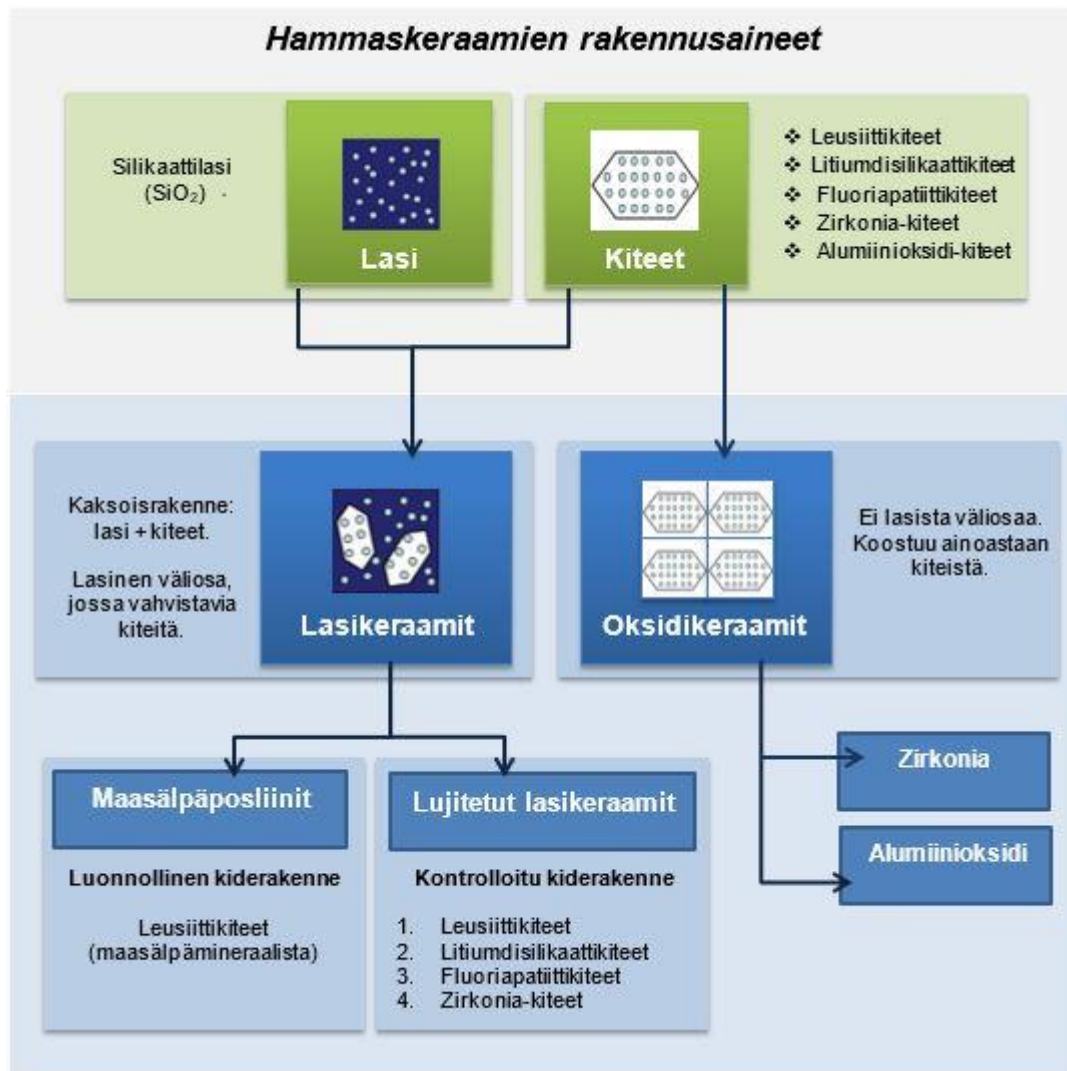 Hammaskeraamien rakennusaineet
Silikaattilasi
(SiO₂)
Lasi
Kiteet
❖ Leusiittikiteet
❖ Litiumdisilikaattikiteet
❖ Fluoriapatiittikiteet
❖ Zirkonia-kiteet
❖ Alumiinioksidi-kiteet
Kaksoisrakenne:
lasi + kiteet.
Lasinen väliosa,
jossa vahvistavia
kiteitä.
Lasikeraamit
Oksidikeraamit
Ei lasista väliosaa.
Koostuu ainoastaan
kiteistä.
Maasälpäposliinit
Luonnollinen kiderakenne
Leusiittikiteet
(maasälpämineraalista)
Lujitetut lasikeraamit
Kontrolloitu kiderakenne
1. Leusiittikiteet
2. Litiumdisilikaattikiteet
3. Fluoriapatiittikiteet
4. Zirkonia-kiteet
Zirkonia
Alumiinioksidi